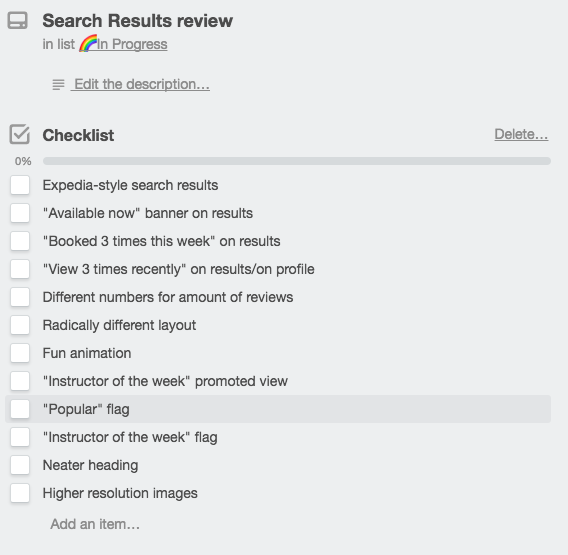 Search Results review
in list 🌈In Progress
Edit the description…
Checklist
Delete…
0%
Expedia-style search results
"Available now" banner on results
"Booked 3 times this week" on results
"View 3 times recently" on results/on profile
Different numbers for amount of reviews
Radically different layout
Fun animation
"Instructor of the week" promoted view
"Popular" flag
"Instructor of the week" flag
Neater heading
Higher resolution images
Add an item…